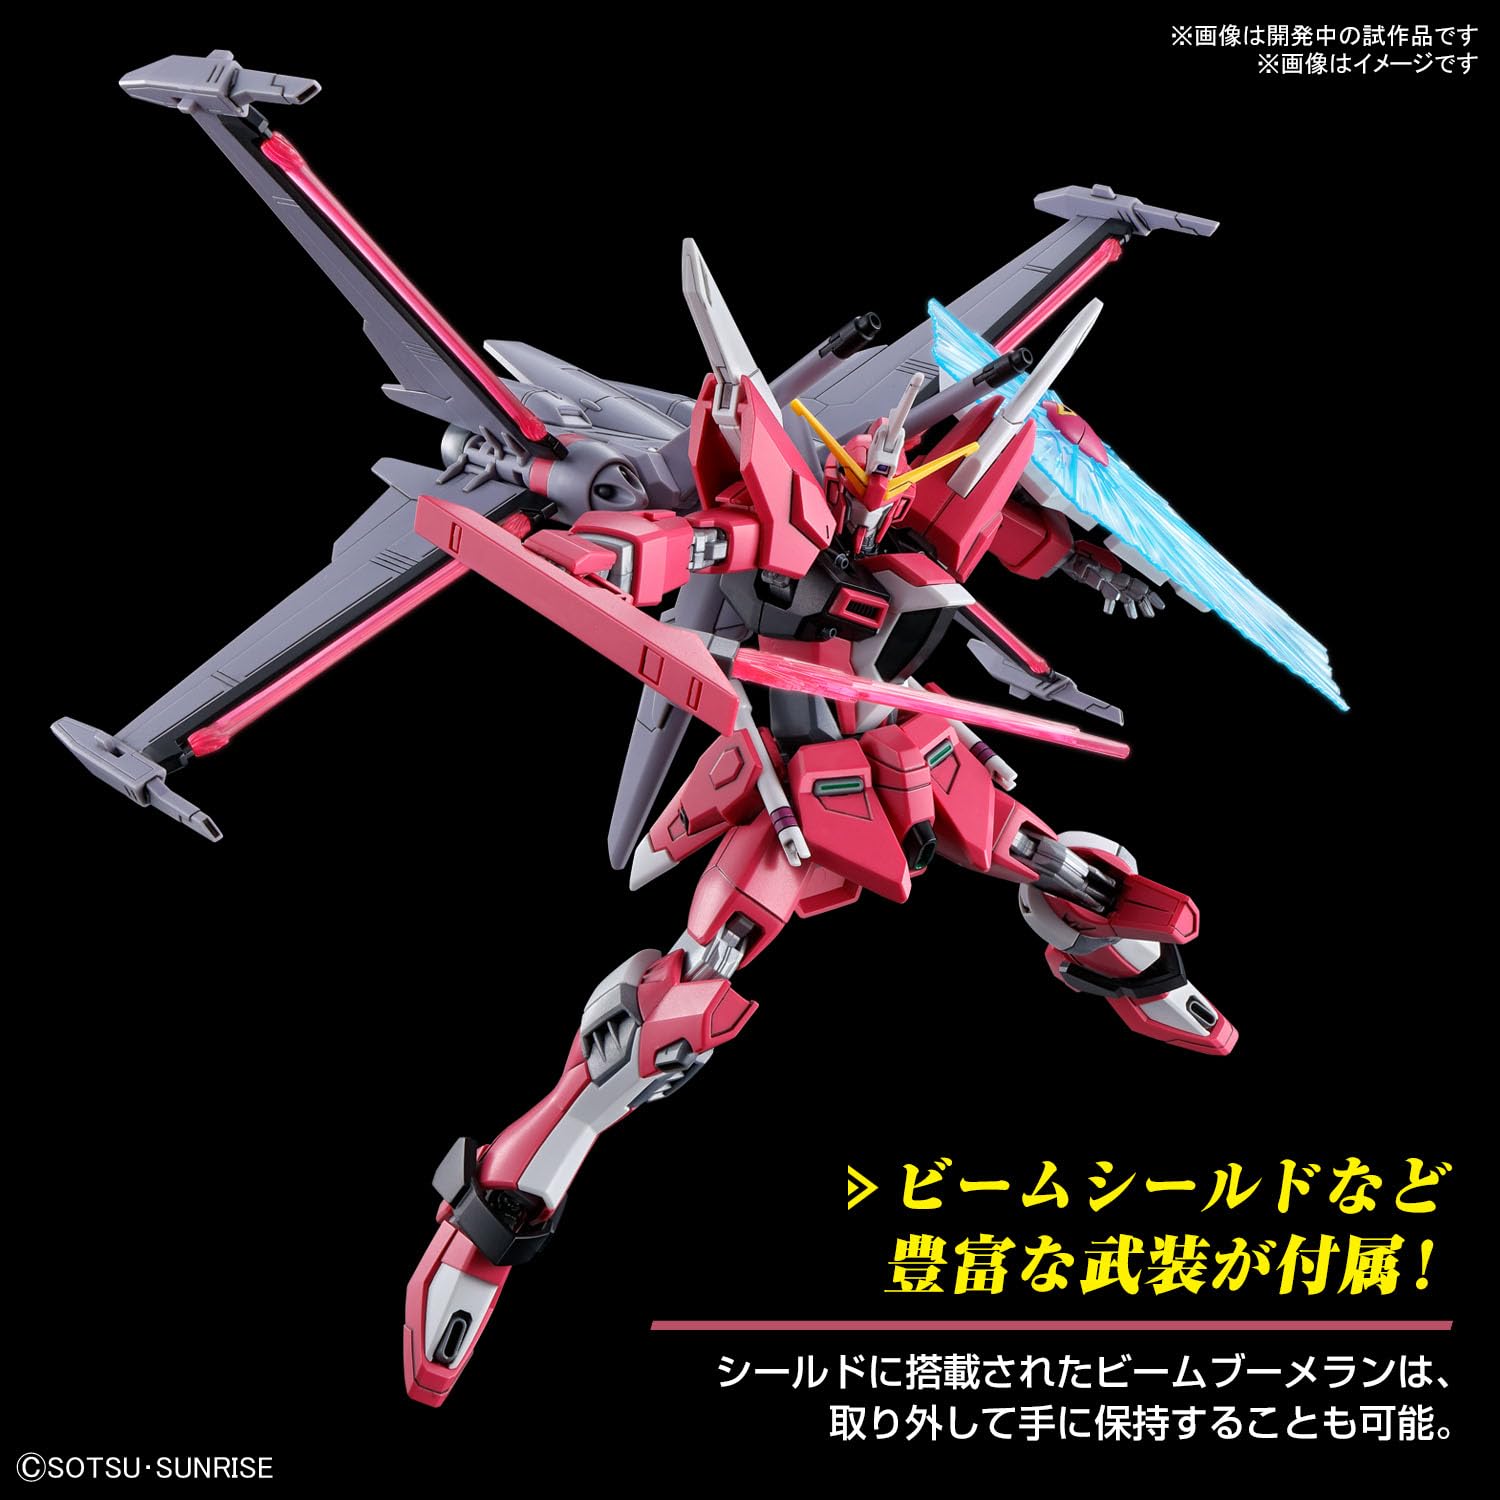 ※画像は開発中の試作品です
※画像はイメージです
ビームシールドなど
豊富な武装が付属!
シールドに搭載されたビームブーメランは、
取り外して手に保持することも可能。
©SOTSU・SUNRISE